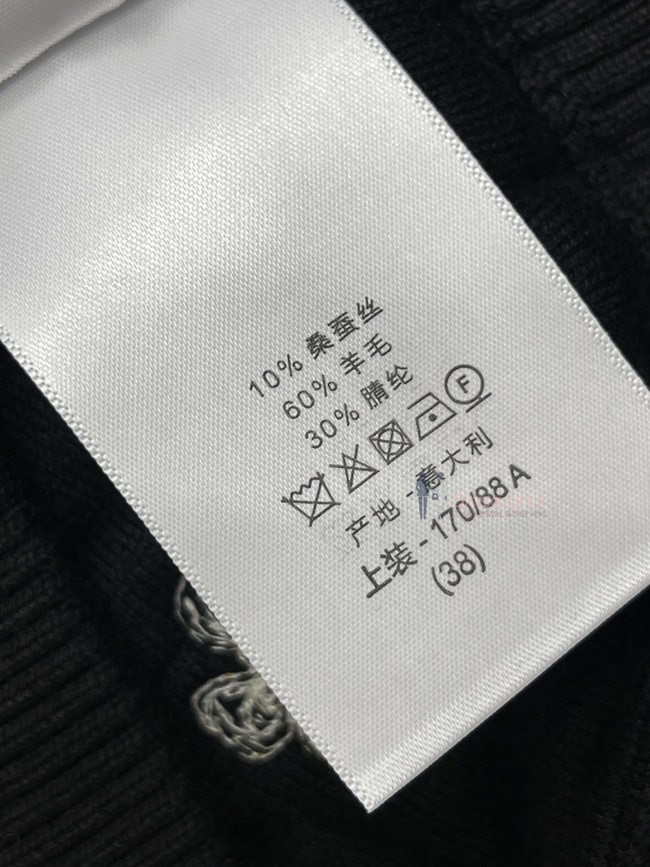 10% 桑蚕丝
60% 羊毛
30% 腈纶
F
产地 - 意大利
上装 - 170/88 A
(38)